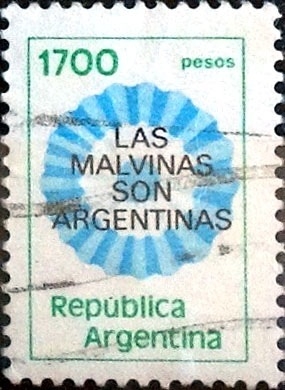 1700 pesos
LAS
MALVINAS
SON
ARGENTINAS
República
Argentina